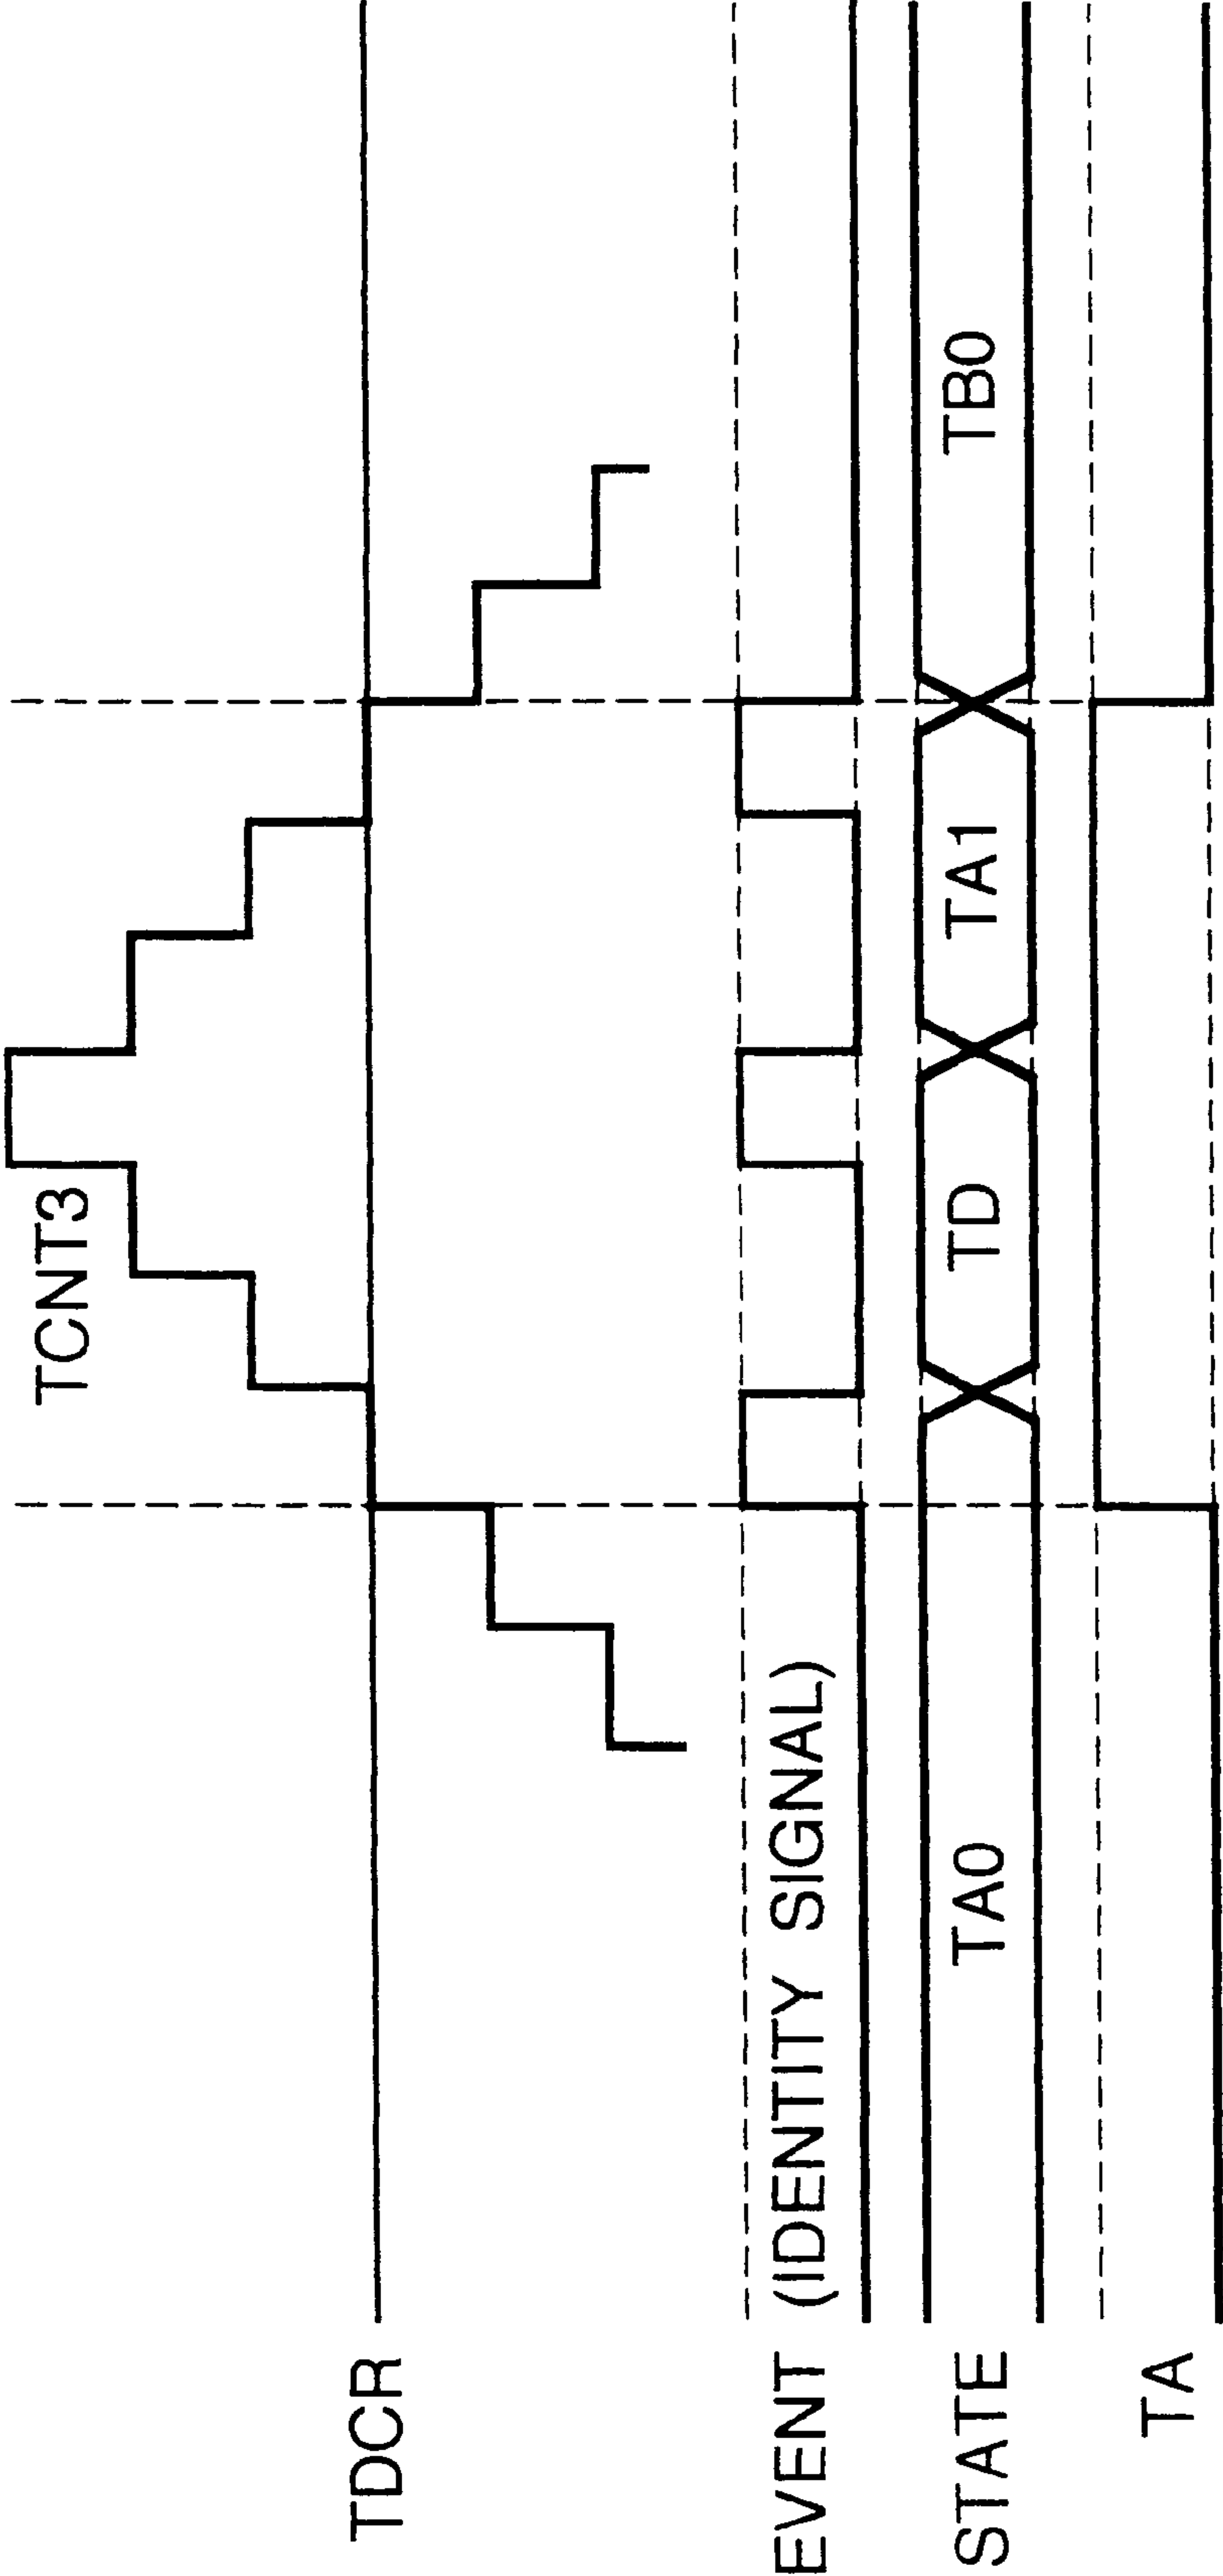 TCNT3
TDCR
EVENT (IDENTITY SIGNAL)
STATE
TA0
TD
TA1
TB0
TA